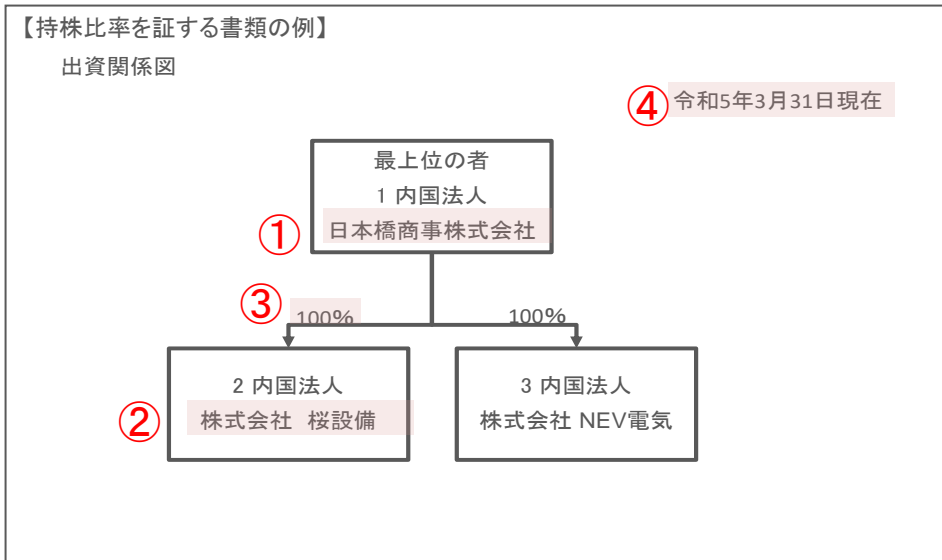 【持株比率を証する書類の例】
出資関係図
④ 令和5年3月31日現在
最上位の者
1 内国法人
① 日本橋商事株式会社
③ 100%
100%
2 内国法人
② 株式会社 桜設備
3 内国法人
株式会社 NEV電気